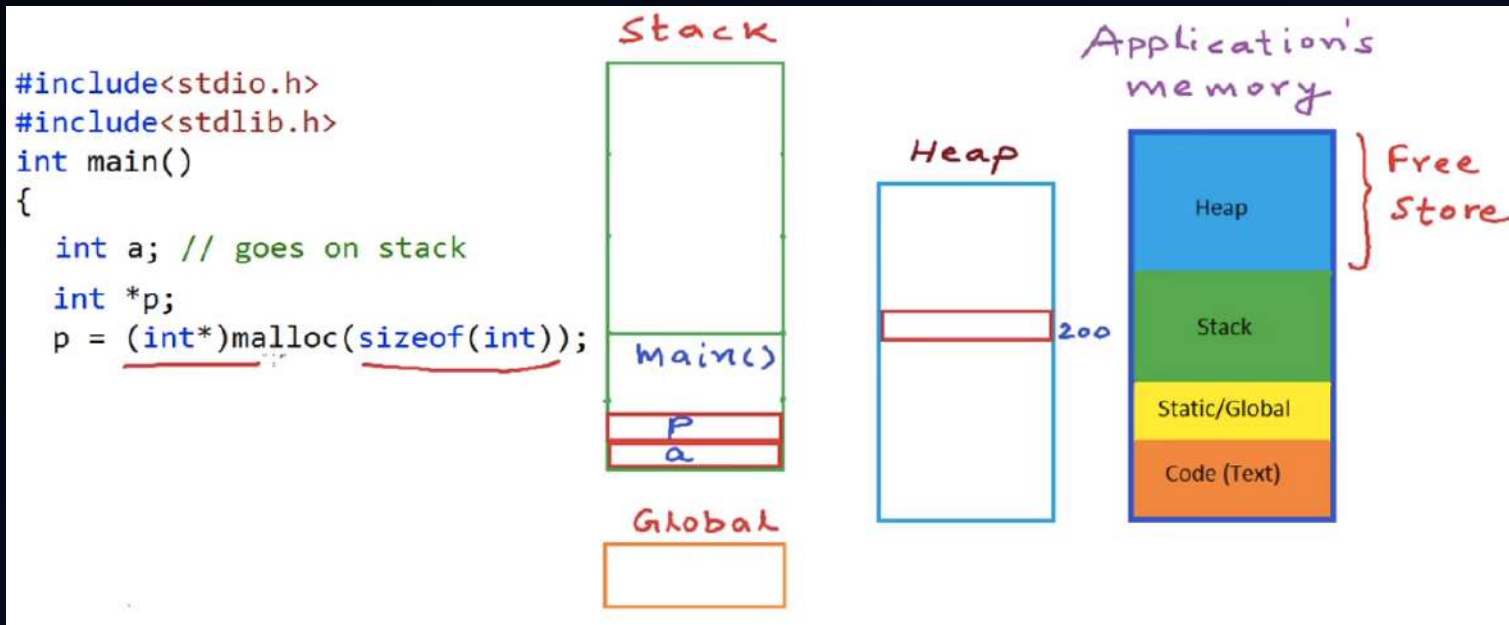 #include<stdio.h>
#include<stdlib.h>
int main()
{
int a; // goes on stack
int *p;
p = (int*)malloc(sizeof(int));
Stack
main()
P
a
Global
Heap
200
Application's
memory
Heap
Stack
Static/Global
Code (Text)
Free
Store